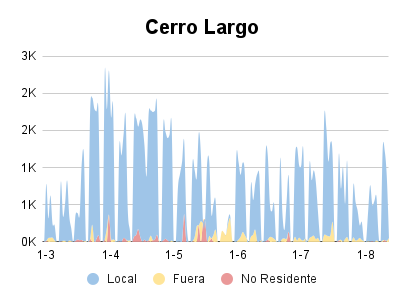 Cerro Largo
3K
2K
2K
1K
1K
0K
1-3 1-4 1-5 1-6 1-7 1-8
Local Fuera No Residente